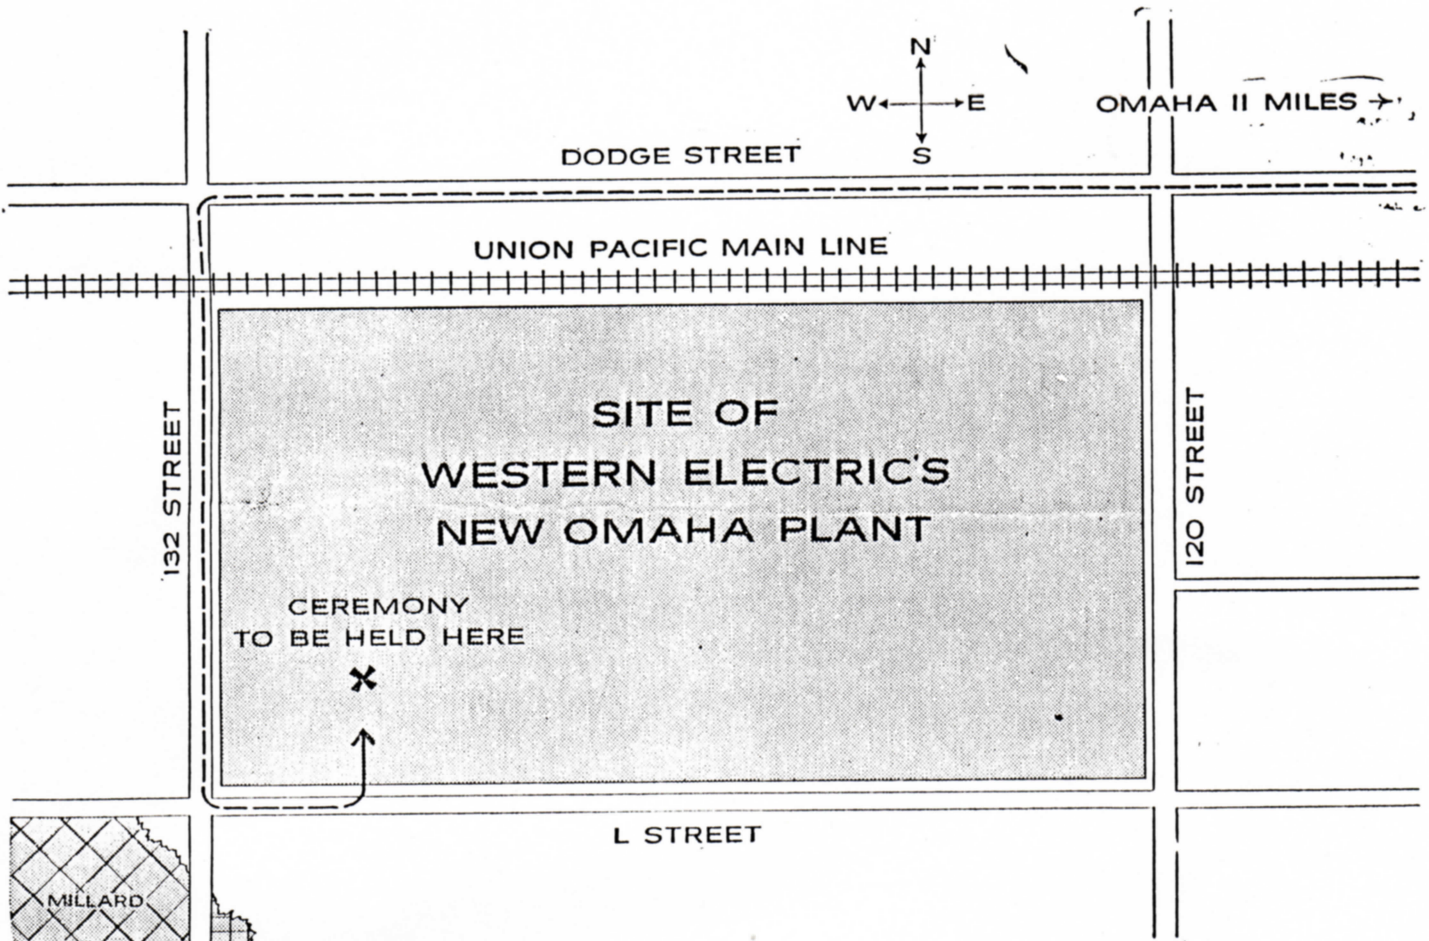 N
W E
OMAHA 11 MILES
S
DODGE STREET
UNION PACIFIC MAIN LINE
SITE OF
WESTERN ELECTRIC'S
NEW OMAHA PLANT
132 STREET
120 STREET
CEREMONY
TO BE HELD HERE
L STREET
MILLARD